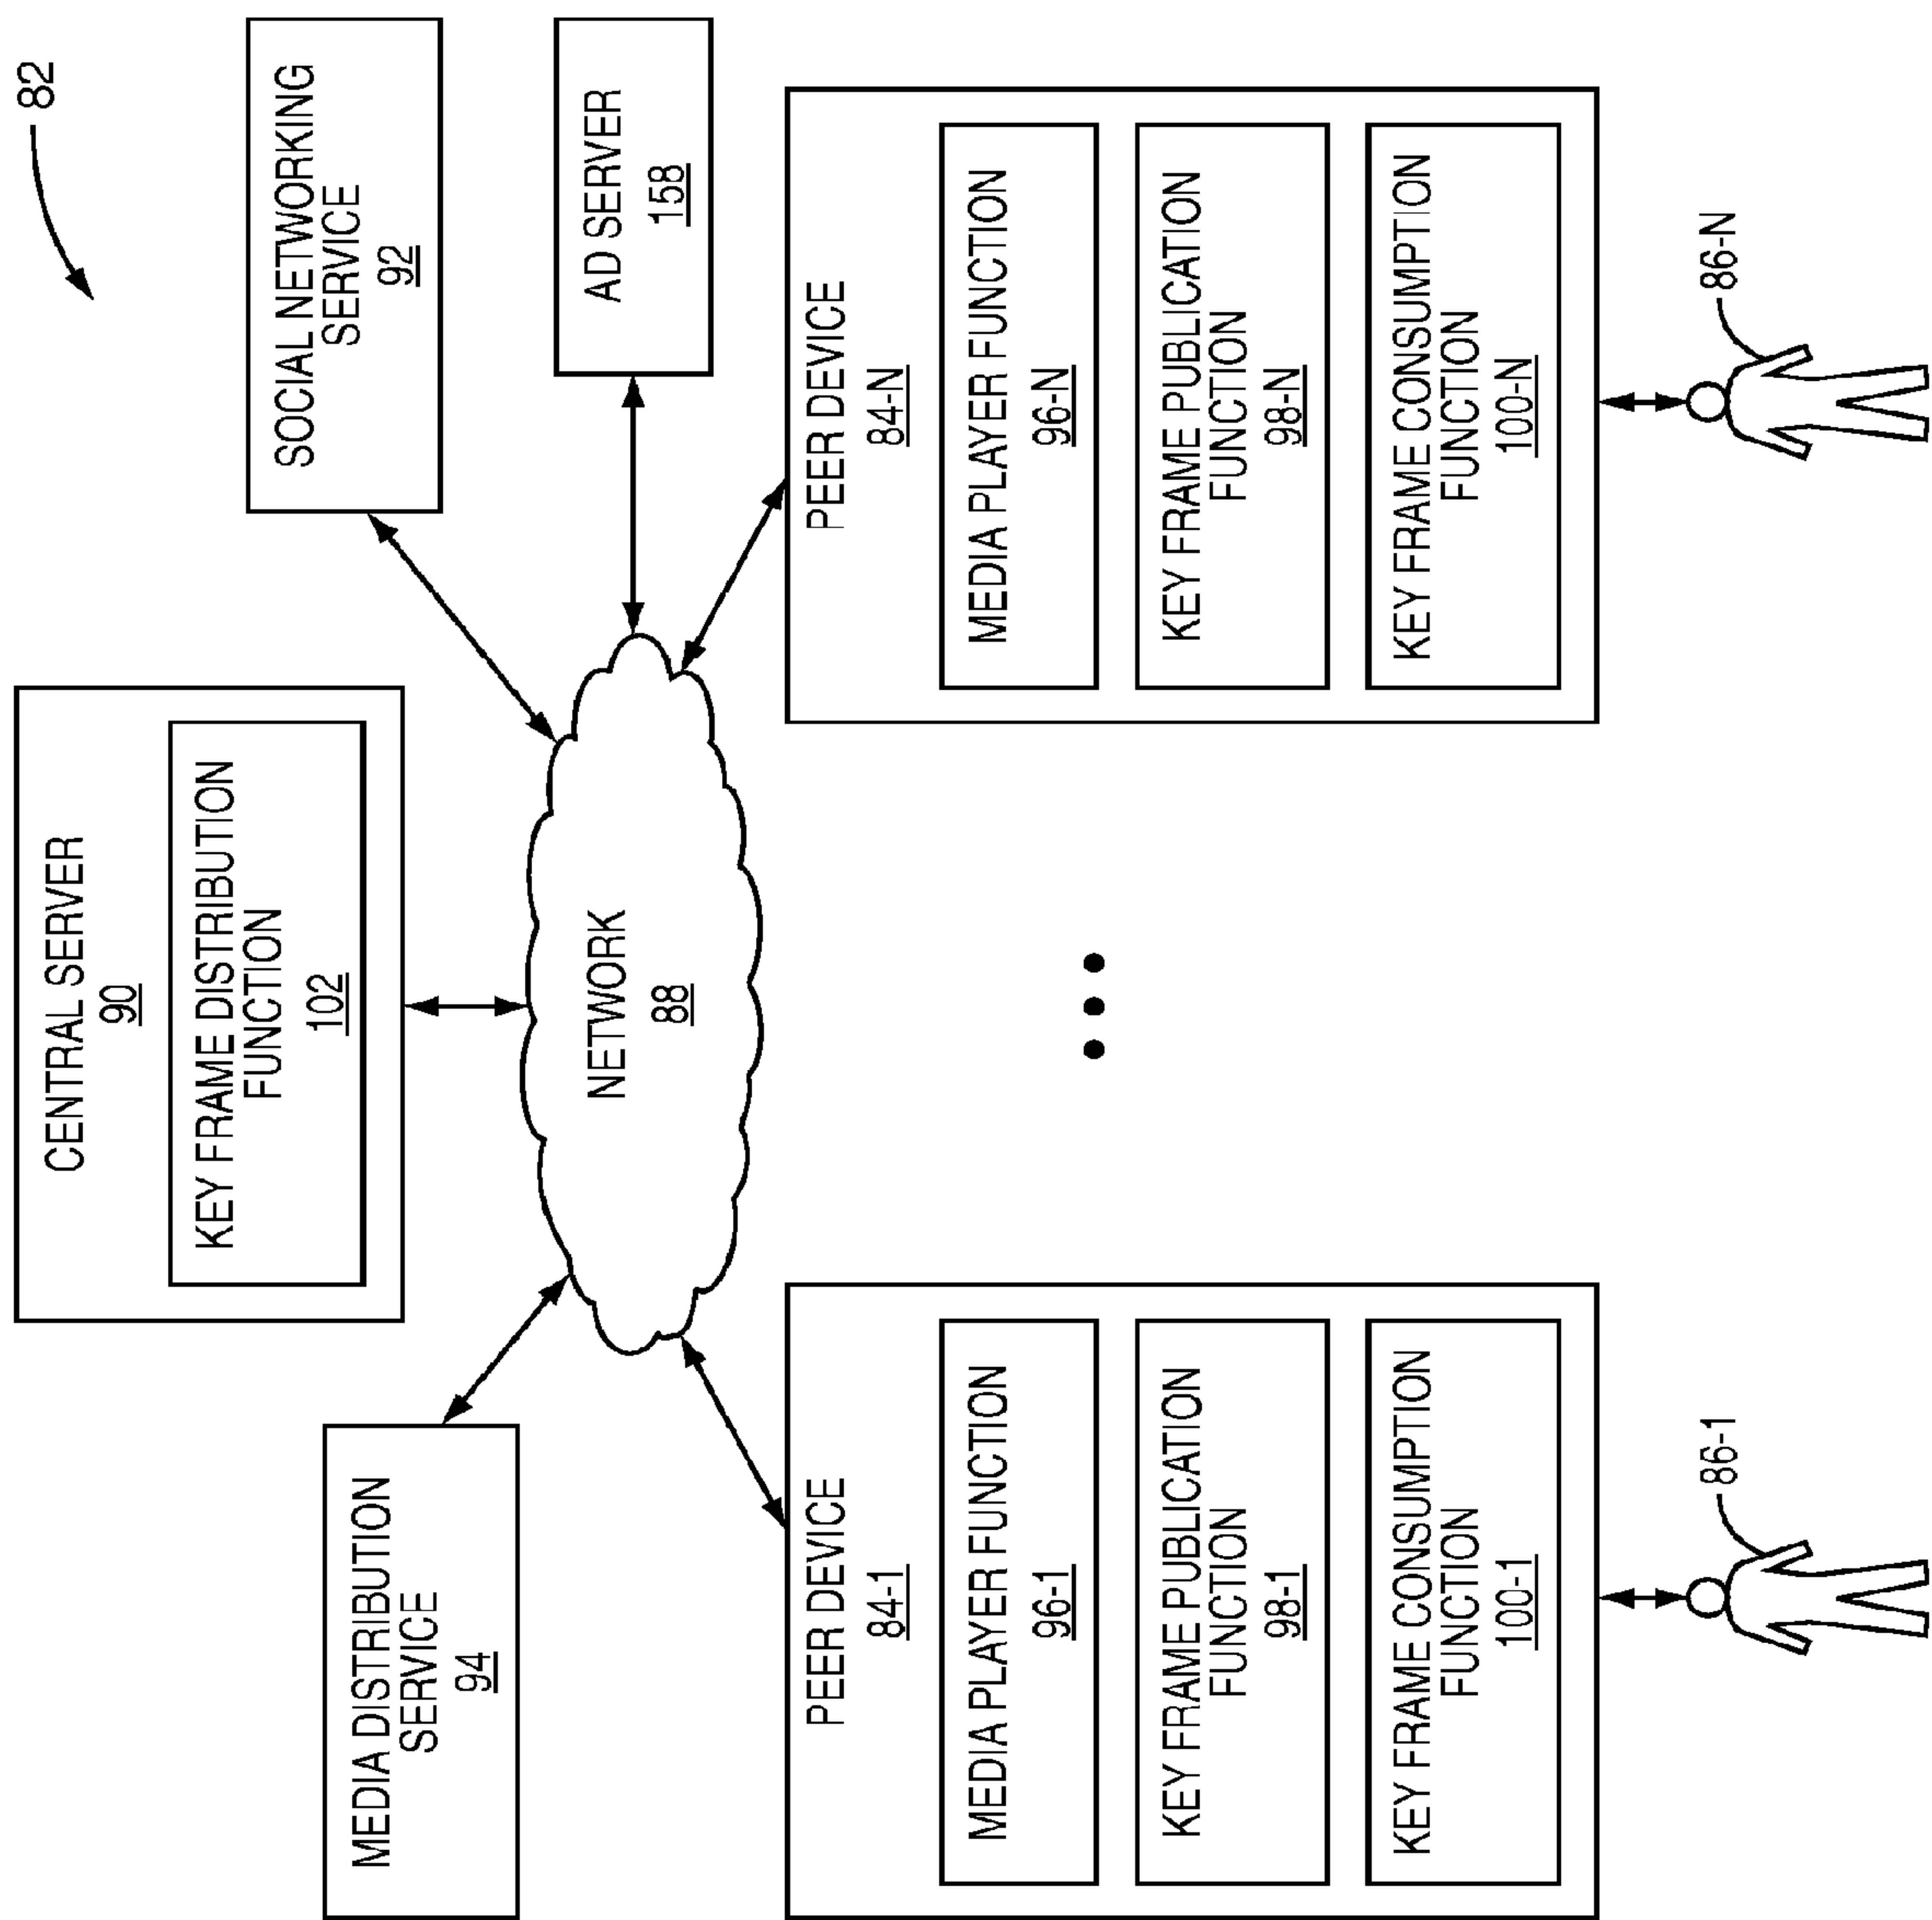 82
CENTRAL SERVER
90
KEY FRAME DISTRIBUTION
FUNCTION
102
SOCIAL NETWORKING
SERVICE
92
MEDIA DISTRIBUTION
SERVICE
94
NETWORK
88
AD SERVER
158
PEER DEVICE
84-1
MEDIA PLAYER FUNCTION
96-1
KEY FRAME PUBLICATION
FUNCTION
98-1
KEY FRAME CONSUMPTION
FUNCTION
100-1
86-1
PEER DEVICE
84-N
MEDIA PLAYER FUNCTION
96-N
KEY FRAME PUBLICATION
FUNCTION
98-N
KEY FRAME CONSUMPTION
FUNCTION
100-N
86-N